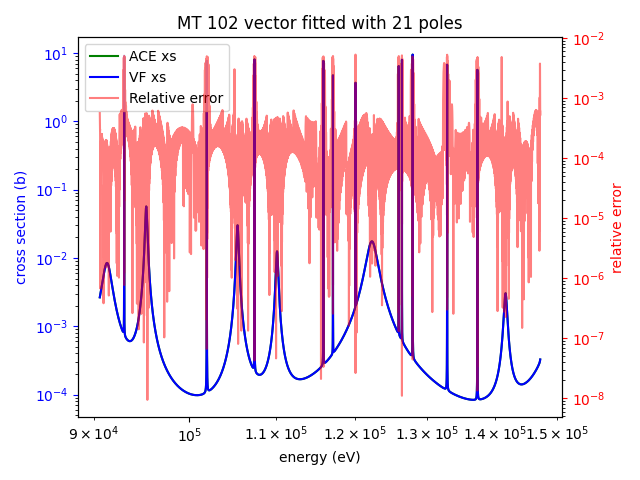 MT 102 vector fitted with 21 poles
ACE xs
VF xs
Relative error
10¹
10⁰
10⁻¹
10⁻²
10⁻³
10⁻⁴
cross section (b)
10⁻²
10⁻³
10⁻⁴
10⁻⁵
10⁻⁶
10⁻⁷
10⁻⁸
relative error
9 × 10⁴
10⁵
1.1 × 10⁵
1.2 × 10⁵
1.3 × 10⁵
1.4 × 10⁵
1.5 × 10⁵
energy (eV)